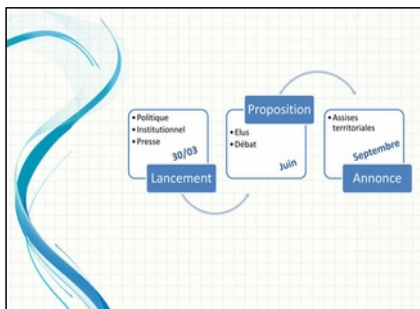 • Politique
• Institutionnel
• Presse
30/03
Lancement
Proposition
• Elus
• Débat
Juin
• Assises
territoriales
Septembre
Annonce